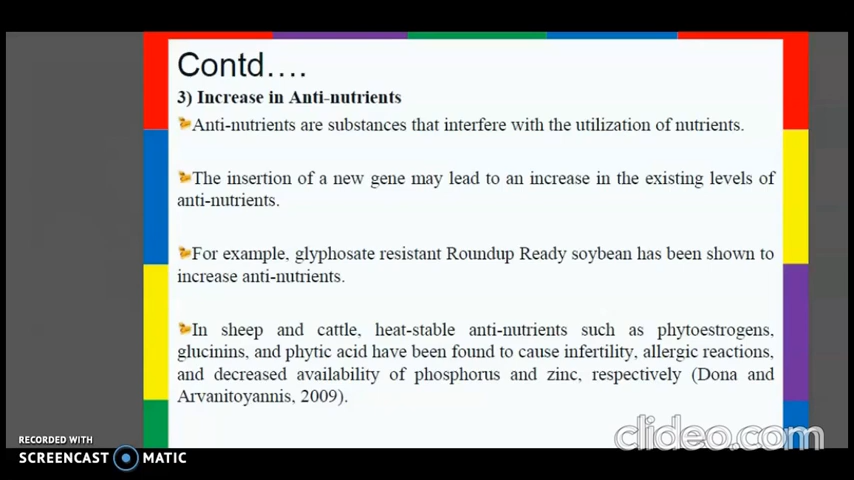 Contd….
3) Increase in Anti-nutrients
Anti-nutrients are substances that interfere with the utilization of nutrients.
The insertion of a new gene may lead to an increase in the existing levels of
anti-nutrients.
For example, glyphosate resistant Roundup Ready soybean has been shown to
increase anti-nutrients.
In sheep and cattle, heat-stable anti-nutrients such as phytoestrogens,
glucinins, and phytic acid have been found to cause infertility, allergic reactions,
and decreased availability of phosphorus and zinc, respectively (Dona and
Arvanitoyannis, 2009).
clideo.com
RECORDED WITH
SCREENCAST MATIC